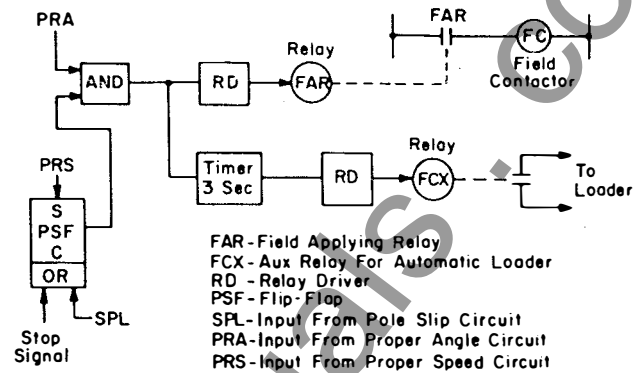 PRA
AND
RD
Relay
FAR
FAR
FC
Field
Contactor
PRS
S
PSF
C
OR
Stop
Signal
SPL
Timer
3 Sec
RD
Relay
FCX
To
Loader
FAR-Field Applying Relay
FCX-Aux Relay For Automatic Loader
RD - Relay Driver
PSF-Flip-Flop
SPL-Input From Pole Slip Circuit
PRA-Input From Proper Angle Circuit
PRS-Input From Proper Speed Circuit